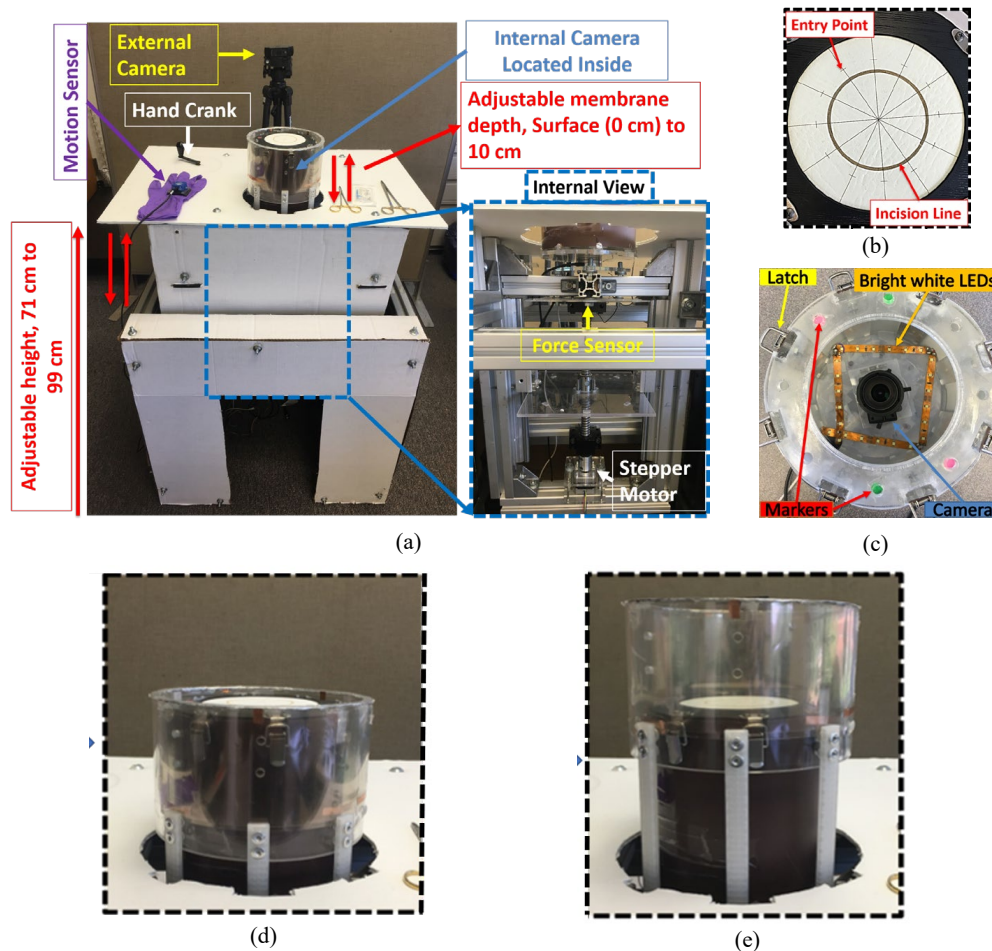 External
Camera
Internal Camera
Located Inside
Motion Sensor
Hand Crank
Adjustable membrane
depth, Surface (0 cm) to
10 cm
Internal View
Adjustable height, 71 cm to
99 cm
Force Sensor
Stepper
Motor
(a)
Entry Point
Incision Line
(b)
Latch
Bright white LEDs
Markers
Camera
(c)
(d)
(e)